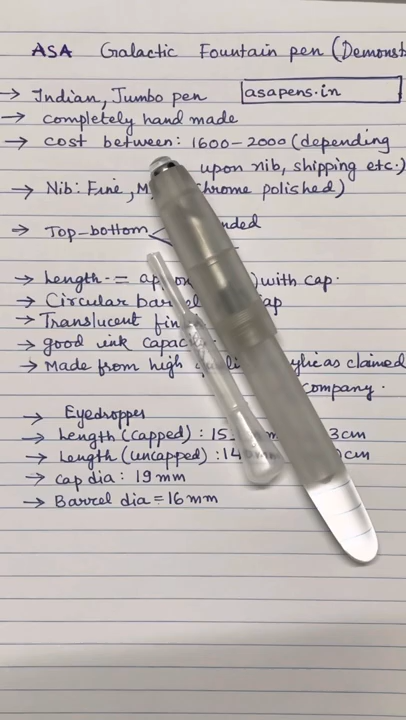 ASA Galactic Fountain pen (Demonst
→ Indian, Jumbo pen
asapens.in
→ completely hand made
→ cost between: 1600-2000 (depending
upon nib, shipping etc.)
→ Nib: Fine, M chrome polished)
→ Top-bottom nded
→ Length-= ap ) with cap.
→ Circular bar ap
→ Translucent fin
→ good ink capac
→ Made from high ylic as claimed
company.
→ Eyedropper
→ Length (capped) : 15 m 3cm
→ Length (uncapped) : 14 cm
→ cap dia: 19 mm
→ Barrel dia = 16 mm